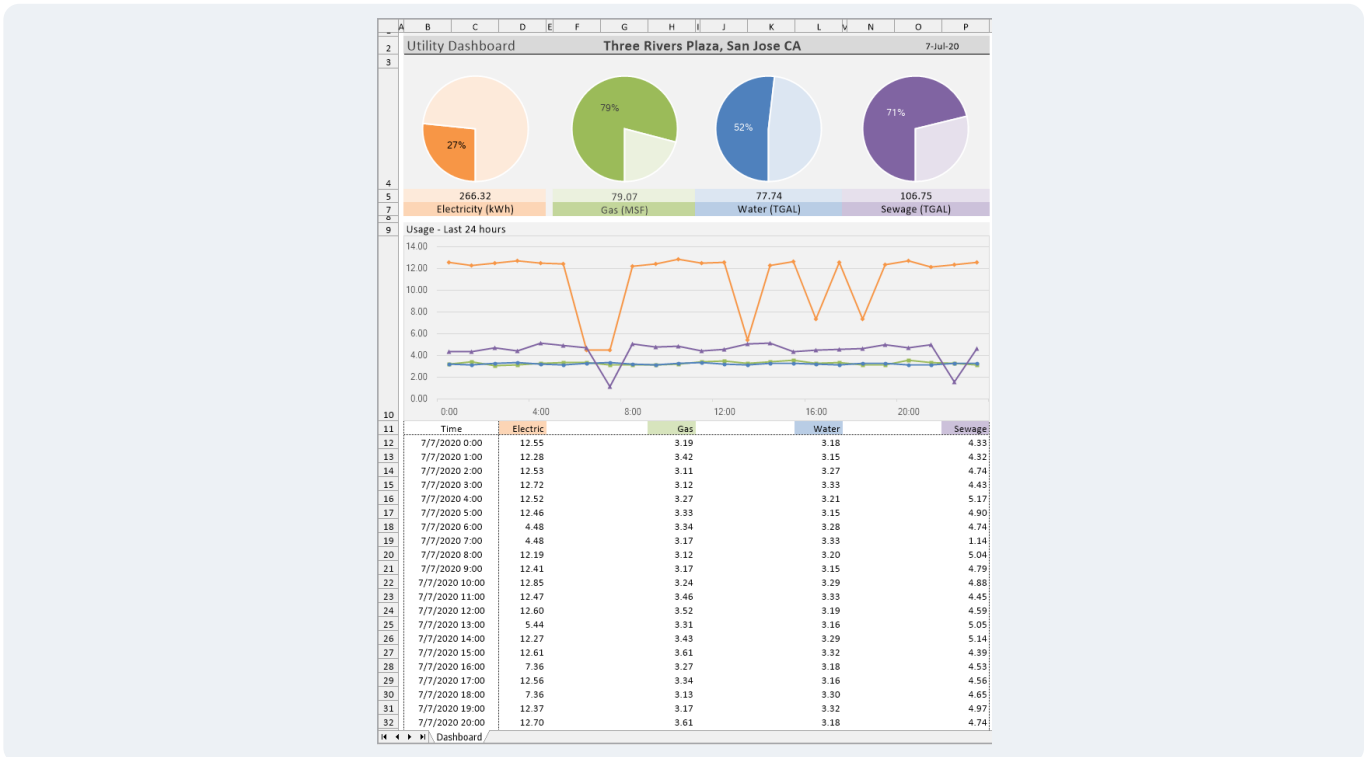 A B C D E F G H I J K L M N O P
2 Utility Dashboard Three Rivers Plaza, San Jose CA 7-Jul-20
3
79%
71%
52%
27%
4
5 266.32 79.07 77.74 106.75
7 Electricity (kWh) Gas (MSF) Water (TGAL) Sewage (TGAL)
8
9 Usage - Last 24 hours
14.00
12.00
10.00
8.00
6.00
4.00
2.00
0.00
10 0:00 4:00 8:00 12:00 16:00 20:00
11 Time Electric Gas Water Sewage
12 7/7/2020 0:00 12.55 3.19 3.18 4.33
13 7/7/2020 1:00 12.28 3.42 3.15 4.32
14 7/7/2020 2:00 12.53 3.11 3.27 4.74
15 7/7/2020 3:00 12.72 3.12 3.33 4.43
16 7/7/2020 4:00 12.52 3.27 3.21 5.17
17 7/7/2020 5:00 12.46 3.33 3.15 4.90
18 7/7/2020 6:00 4.48 3.34 3.28 4.74
19 7/7/2020 7:00 4.48 3.17 3.33 1.14
20 7/7/2020 8:00 12.19 3.12 3.20 5.04
21 7/7/2020 9:00 12.41 3.17 3.15 4.79
22 7/7/2020 10:00 12.85 3.24 3.29 4.88
23 7/7/2020 11:00 12.47 3.46 3.33 4.45
24 7/7/2020 12:00 12.60 3.52 3.19 4.59
25 7/7/2020 13:00 5.44 3.31 3.16 5.05
26 7/7/2020 14:00 12.27 3.43 3.29 5.14
27 7/7/2020 15:00 12.61 3.61 3.32 4.39
28 7/7/2020 16:00 7.36 3.27 3.18 4.53
29 7/7/2020 17:00 12.56 3.34 3.16 4.56
30 7/7/2020 18:00 7.36 3.13 3.30 4.65
31 7/7/2020 19:00 12.37 3.17 3.32 4.97
32 7/7/2020 20:00 12.70 3.61 3.18 4.74
Dashboard